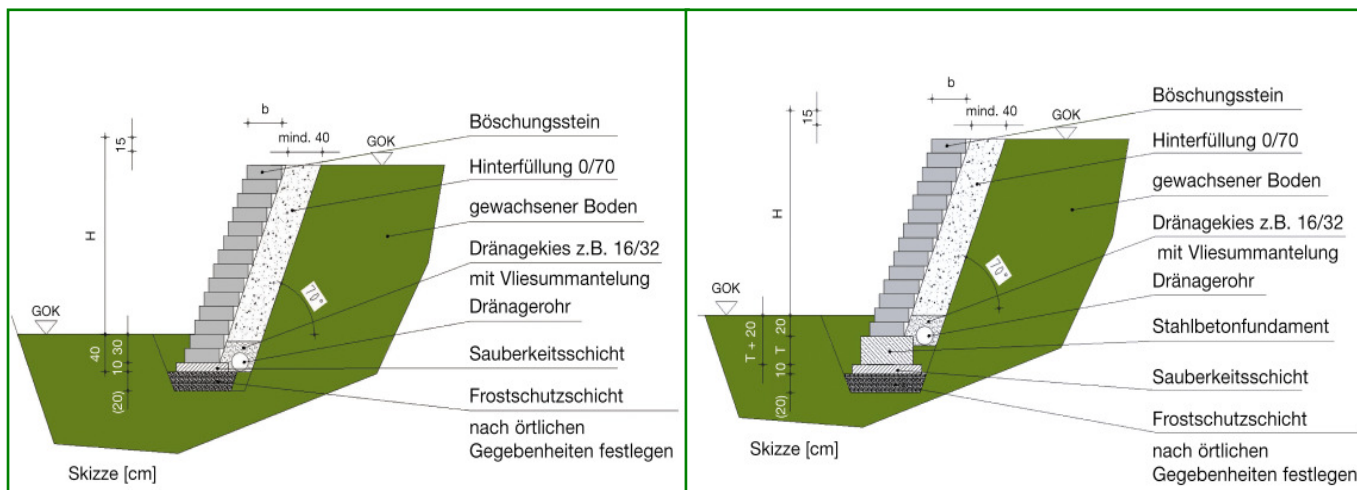 b
Böschungsstein
mind. 40
GOK
15
Hinterfüllung 0/70
gewachsener Boden
H
Dränagekies z.B. 16/32
mit Vliesummantelung
70°
Dränagerohr
GOK
40
30
10
(20)
Sauberkeitsschicht
Frostschutzschicht
nach örtlichen
Gegebenheiten festlegen
Skizze [cm]
b
Böschungsstein
mind. 40
GOK
15
Hinterfüllung 0/70
gewachsener Boden
H
Dränagekies z.B. 16/32
mit Vliesummantelung
70°
Dränagerohr
GOK
T + 20
20
T
10
(20)
Stahlbetonfundament
Sauberkeitsschicht
Frostschutzschicht
nach örtlichen
Gegebenheiten festlegen
Skizze [cm]